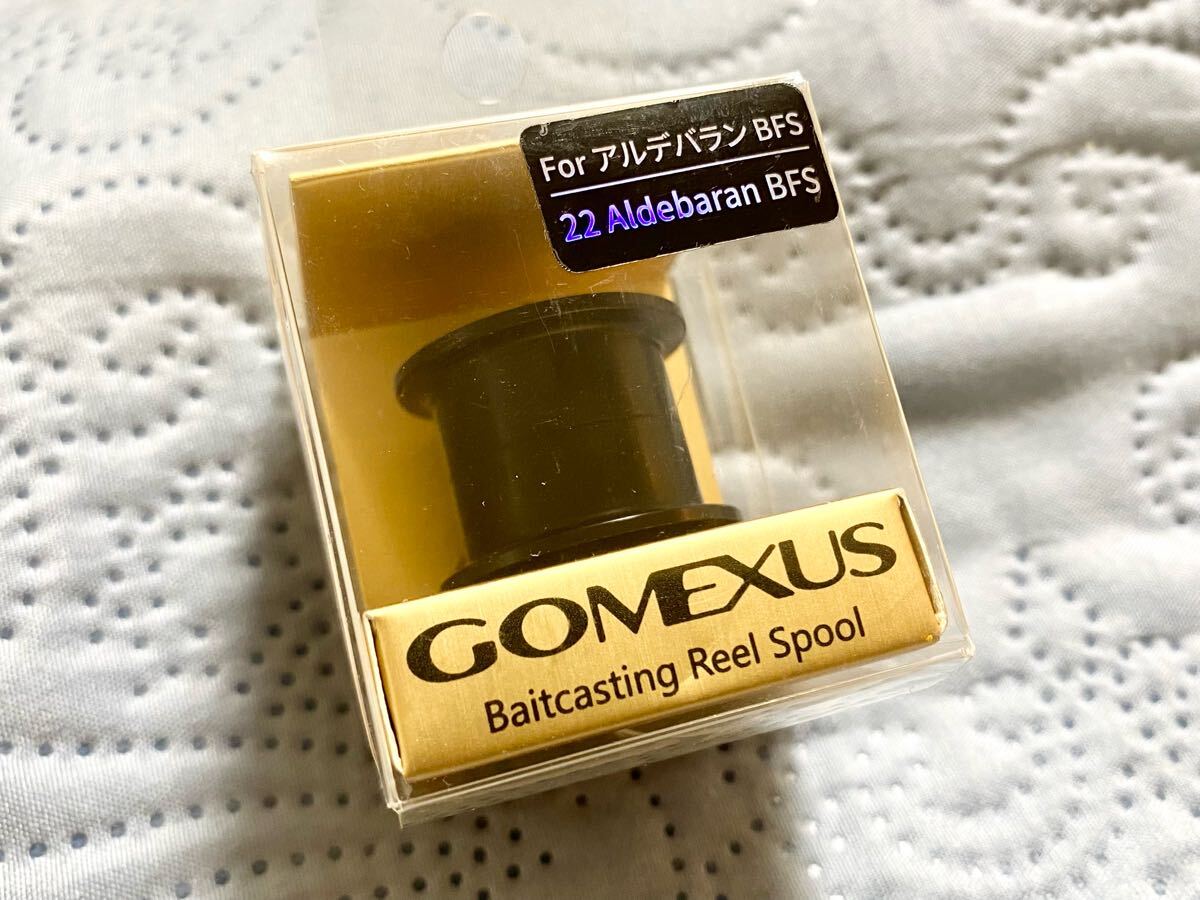 For アルデバラン BFS
22 Aldebaran BFS
GOMEXUS
Baitcasting Reel Spool